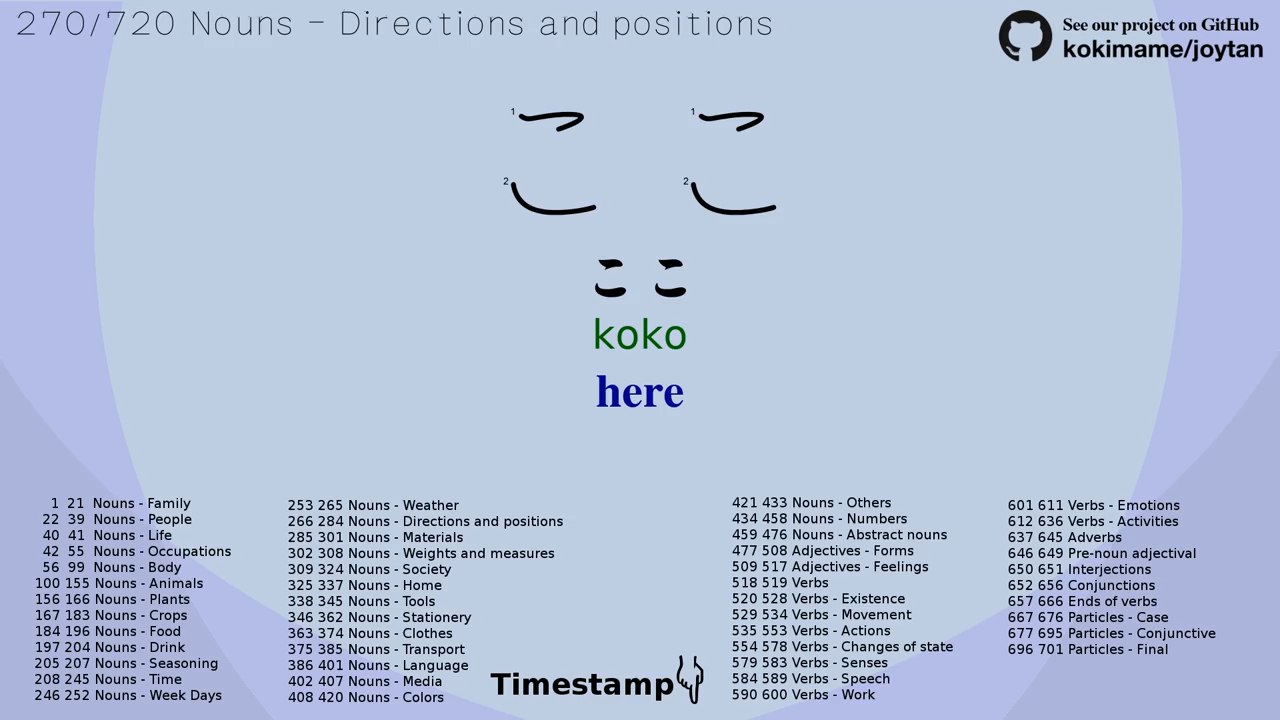 270/720 Nouns - Directions and positions
See our project on GitHub
kokimame/joytan
1 1
2 2
ここ
koko
here
1 21 Nouns - Family
22 39 Nouns - People
40 41 Nouns - Life
42 55 Nouns - Occupations
56 99 Nouns - Body
100 155 Nouns - Animals
156 166 Nouns - Plants
167 183 Nouns - Crops
184 196 Nouns - Food
197 204 Nouns - Drink
205 207 Nouns - Seasoning
208 245 Nouns - Time
246 252 Nouns - Week Days
253 265 Nouns - Weather
266 284 Nouns - Directions and positions
285 301 Nouns - Materials
302 308 Nouns - Weights and measures
309 324 Nouns - Society
325 337 Nouns - Home
338 345 Nouns - Tools
346 362 Nouns - Stationery
363 374 Nouns - Clothes
375 385 Nouns - Transport
386 401 Nouns - Language
402 407 Nouns - Media
408 420 Nouns - Colors
421 433 Nouns - Others
434 458 Nouns - Numbers
459 476 Nouns - Abstract nouns
477 508 Adjectives - Forms
509 517 Adjectives - Feelings
518 519 Verbs
520 528 Verbs - Existence
529 534 Verbs - Movement
535 553 Verbs - Actions
554 578 Verbs - Changes of state
579 583 Verbs - Senses
584 589 Verbs - Speech
590 600 Verbs - Work
601 611 Verbs - Emotions
612 636 Verbs - Activities
637 645 Adverbs
646 649 Pre-noun adjectival
650 651 Interjections
652 656 Conjunctions
657 666 Ends of verbs
667 676 Particles - Case
677 695 Particles - Conjunctive
696 701 Particles - Final
Timestamp